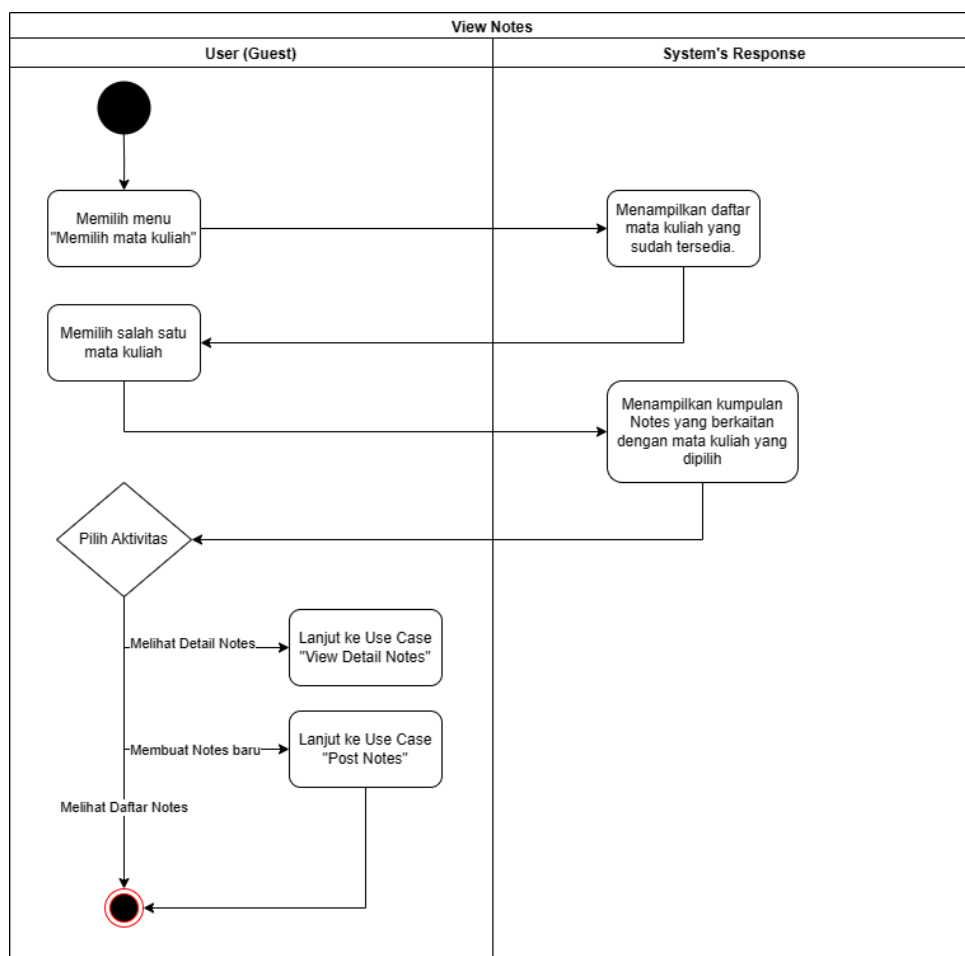 View Notes
User (Guest)
System's Response
Memilih menu
"Memilih mata kuliah"
Menampilkan daftar
mata kuliah yang
sudah tersedia.
Memilih salah satu
mata kuliah
Menampilkan kumpulan
Notes yang berkaitan
dengan mata kuliah yang
dipilih
Pilih Aktivitas
Melihat Detail Notes
Lanjut ke Use Case
"View Detail Notes"
Membuat Notes baru
Lanjut ke Use Case
"Post Notes"
Melihat Daftar Notes